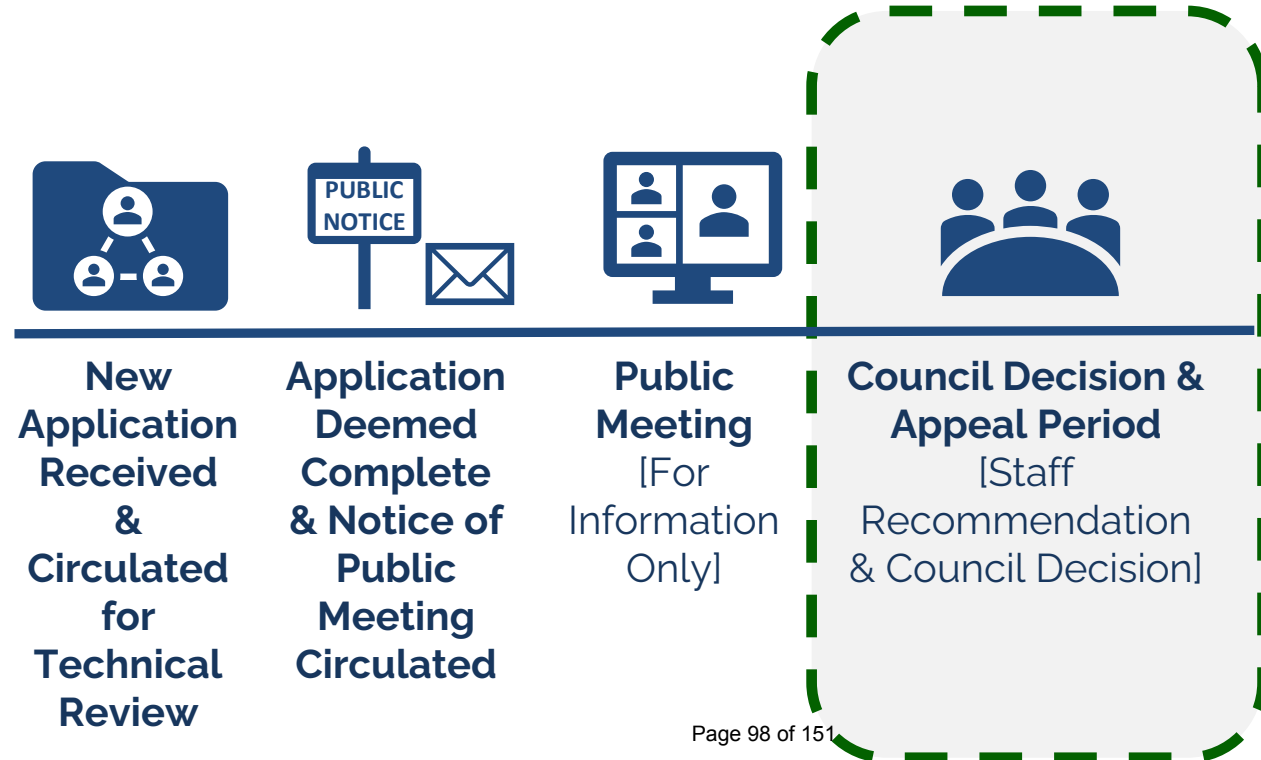 PUBLIC
NOTICE
New
Application
Received
&
Circulated
for
Technical
Review
Application
Deemed
Complete
& Notice of
Public
Meeting
Circulated
Public
Meeting
[For
Information
Only]
Council Decision &
Appeal Period
[Staff
Recommendation
& Council Decision]
Page 98 of 151